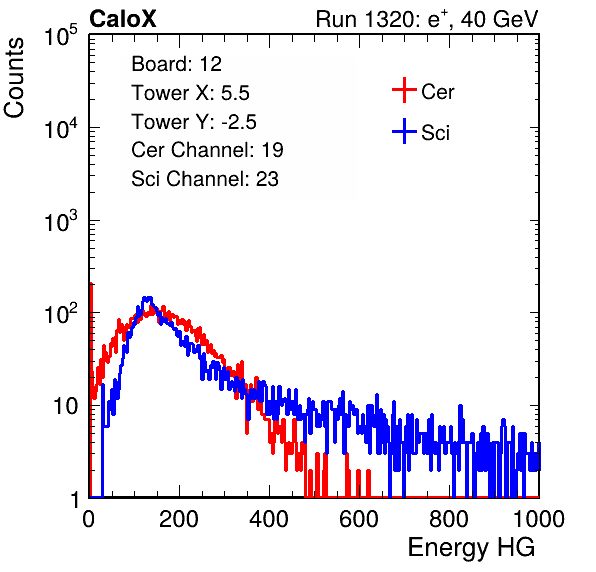 CaloX
Run 1320: e⁺, 40 GeV
Counts
10⁵
10⁴
10³
10²
10
1
Board: 12
Tower X: 5.5
Tower Y: -2.5
Cer Channel: 19
Sci Channel: 23
Cer
Sci
0 200 400 600 800 1000
Energy HG